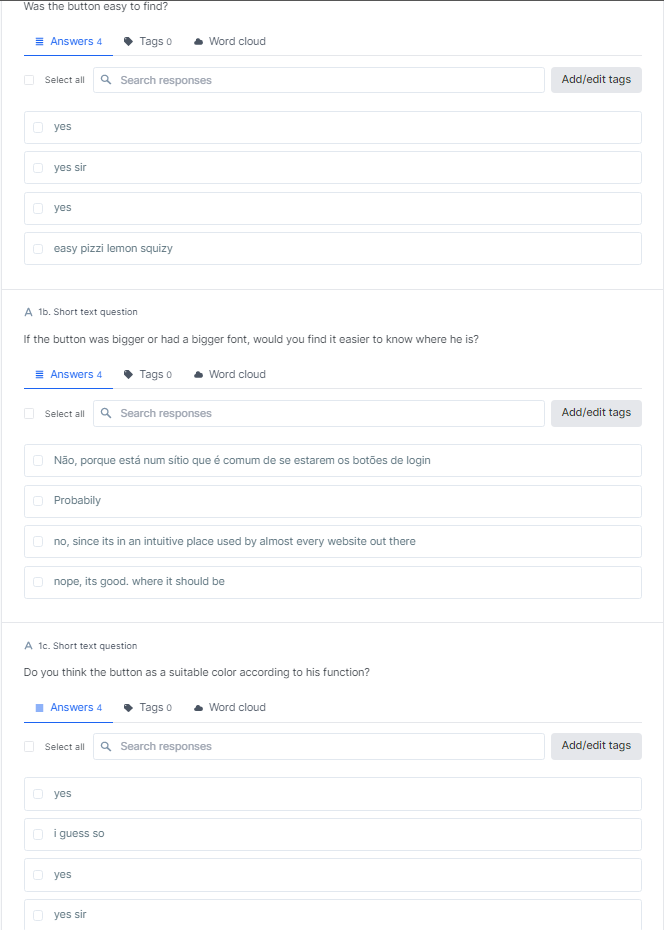 Was the button easy to find?
Answers 4 Tags 0 Word cloud
Select all Search responses Add/edit tags
yes
yes sir
yes
easy pizzi lemon squizy
A 1b. Short text question
If the button was bigger or had a bigger font, would you find it easier to know where he is?
Answers 4 Tags 0 Word cloud
Select all Search responses Add/edit tags
Não, porque está num sítio que é comum de se estarem os botões de login
Probabily
no, since its in an intuitive place used by almost every website out there
nope, its good. where it should be
A 1c. Short text question
Do you think the button as a suitable color according to his function?
Answers 4 Tags 0 Word cloud
Select all Search responses Add/edit tags
yes
i guess so
yes
yes sir